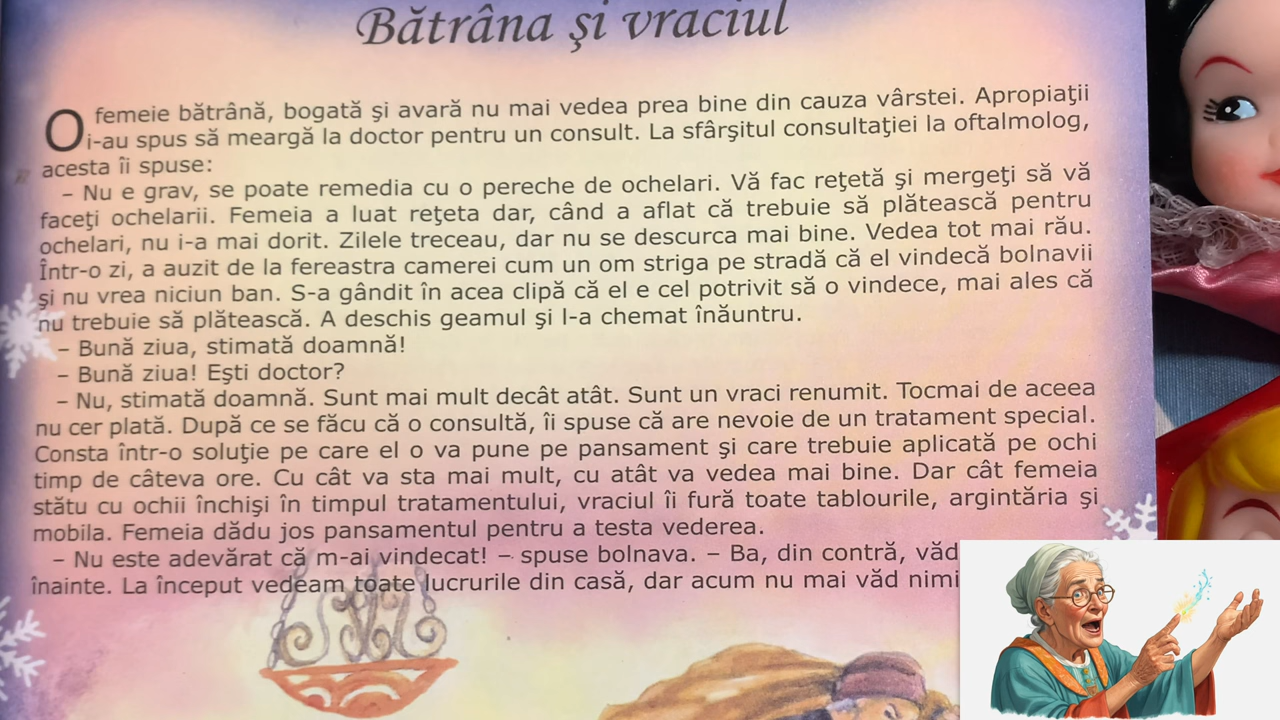 Bătrâna şi vraciul
O femeie bătrână, bogată şi avară nu mai vedea prea bine din cauza vârstei. Apropiaţii
i-au spus să meargă la doctor pentru un consult. La sfârşitul consultaţiei la oftalmolog,
acesta îi spuse:
– Nu e grav, se poate remedia cu o pereche de ochelari. Vă fac reţetă şi mergeţi să vă
faceţi ochelarii. Femeia a luat reţeta dar, când a aflat că trebuie să plătească pentru
ochelari, nu i-a mai dorit. Zilele treceau, dar nu se descurca mai bine. Vedea tot mai rău.
Într-o zi, a auzit de la fereastra camerei cum un om striga pe stradă că el vindecă bolnavii
şi nu vrea niciun ban. S-a gândit în acea clipă că el e cel potrivit să o vindece, mai ales că
nu trebuie să plătească. A deschis geamul şi l-a chemat înăuntru.
– Bună ziua, stimată doamnă!
– Bună ziua! Eşti doctor?
– Nu, stimată doamnă. Sunt mai mult decât atât. Sunt un vraci renumit. Tocmai de aceea
nu cer plată. După ce se făcu că o consultă, îi spuse că are nevoie de un tratament special.
Consta într-o soluţie pe care el o va pune pe pansament şi care trebuie aplicată pe ochi
timp de câteva ore. Cu cât va sta mai mult, cu atât va vedea mai bine. Dar cât femeia
stătu cu ochii închişi în timpul tratamentului, vraciul îi fură toate tablourile, argintăria şi
mobila. Femeia dădu jos pansamentul pentru a testa vederea.
– Nu este adevărat că m-ai vindecat! – spuse bolnava. – Ba, din contră, văd
înainte. La început vedeam toate lucrurile din casă, dar acum nu mai văd